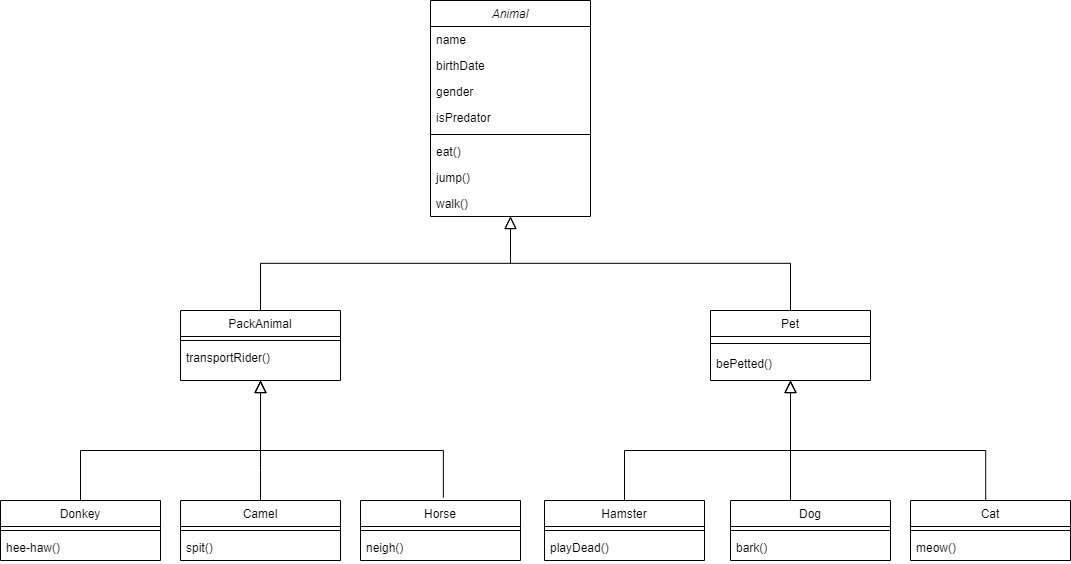 Animal
name
birthDate
gender
isPredator
eat()
jump()
walk()
PackAnimal
transportRider()
Pet
bePetted()
Donkey
hee-haw()
Camel
spit()
Horse
neigh()
Hamster
playDead()
Dog
bark()
Cat
meow()